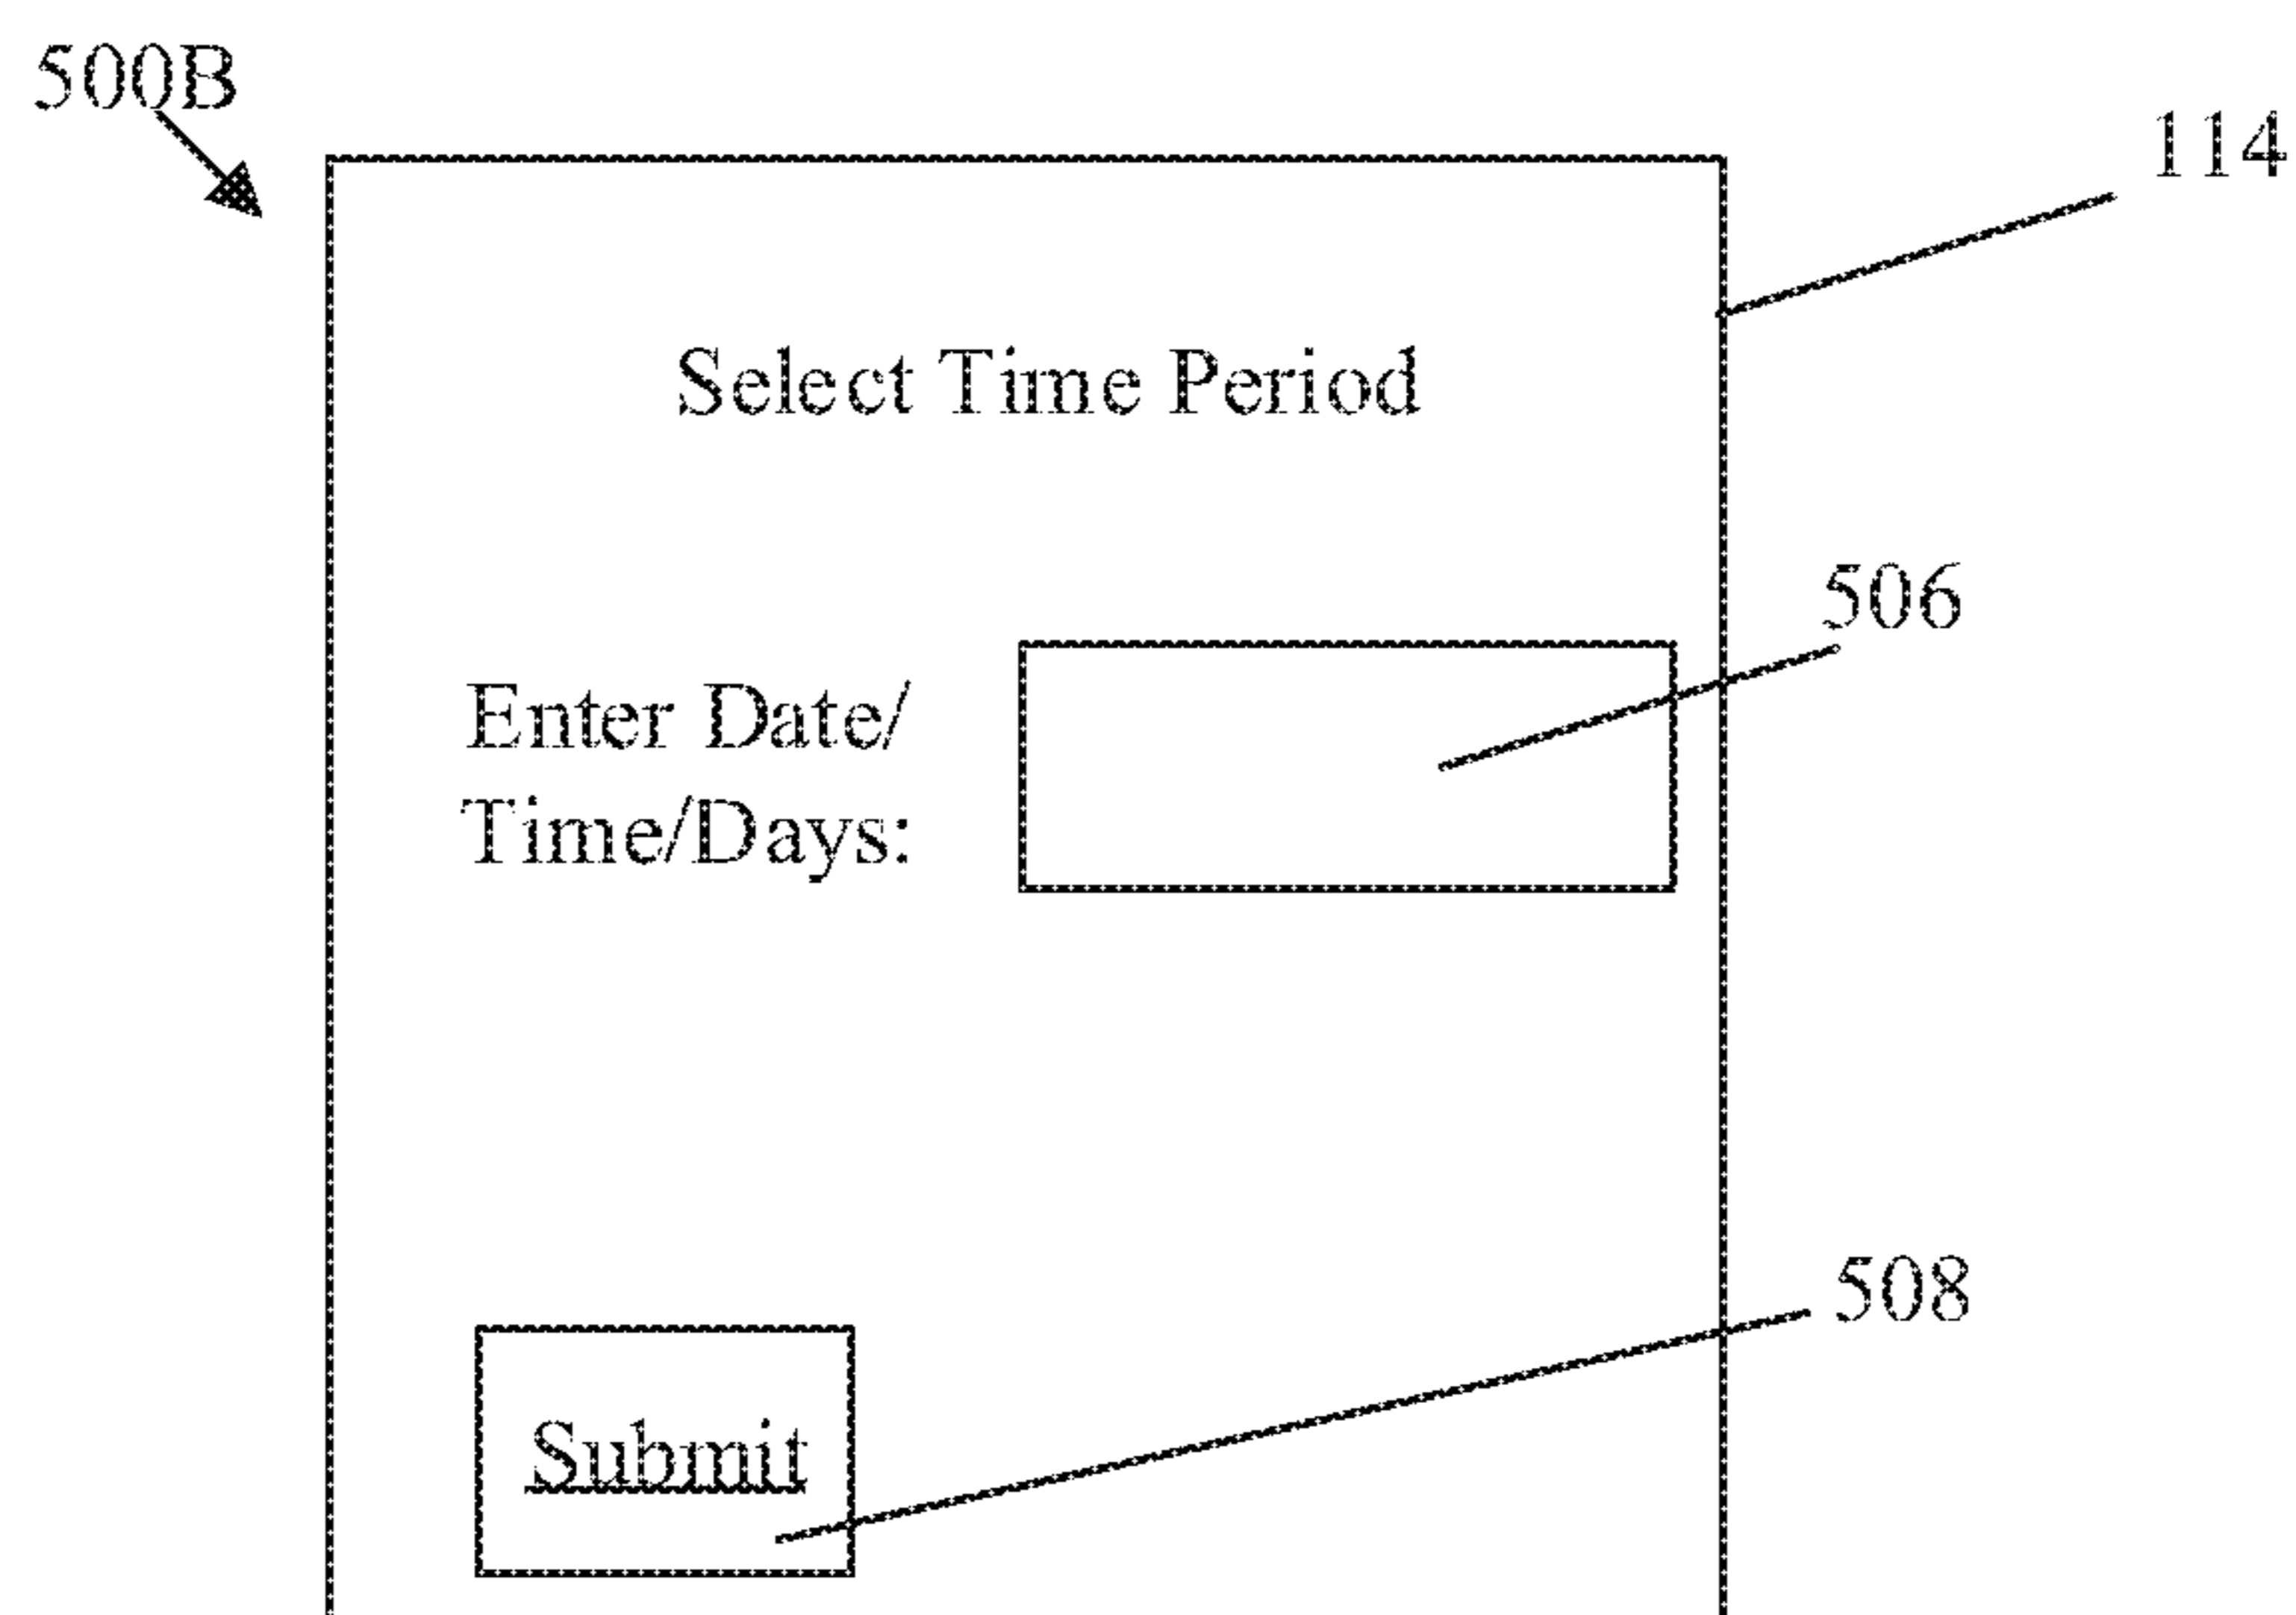 500B
114
Select Time Period
506
Enter Date/
Time/Days:
508
Submit